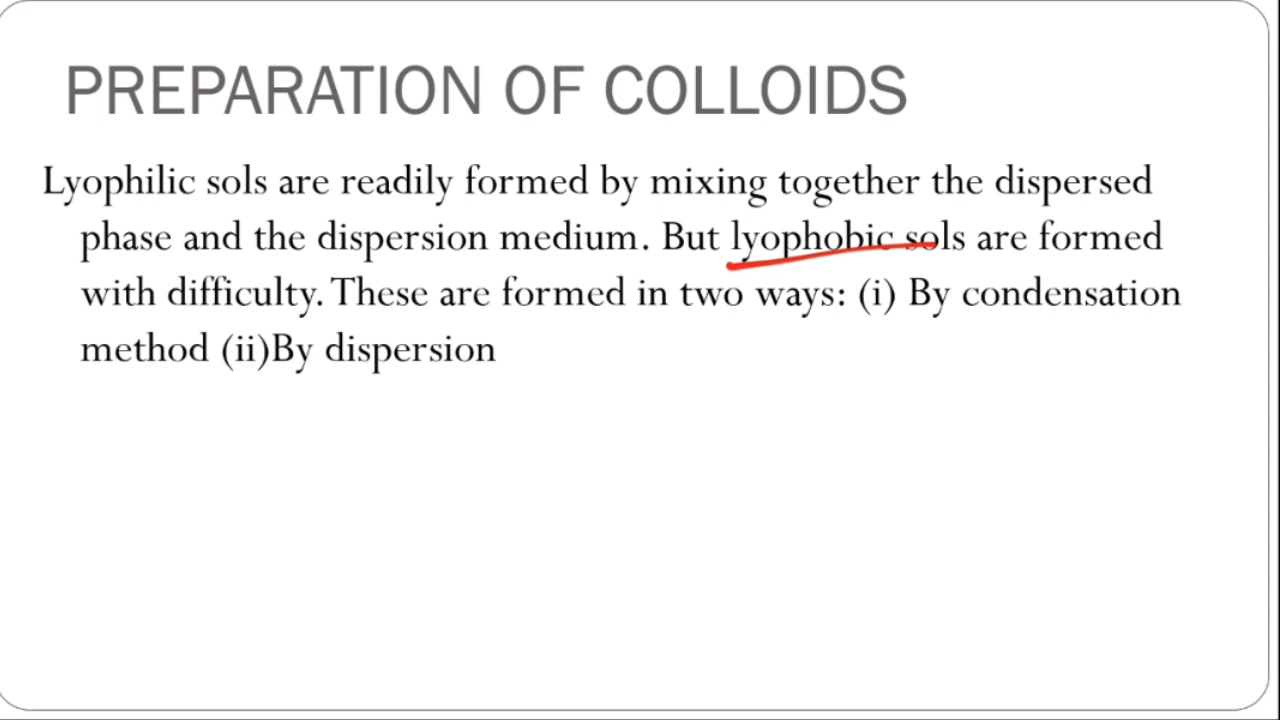 PREPARATION OF COLLOIDS
Lyophilic sols are readily formed by mixing together the dispersed
phase and the dispersion medium. But lyophobic sols are formed
with difficulty. These are formed in two ways: (i) By condensation
method (ii)By dispersion